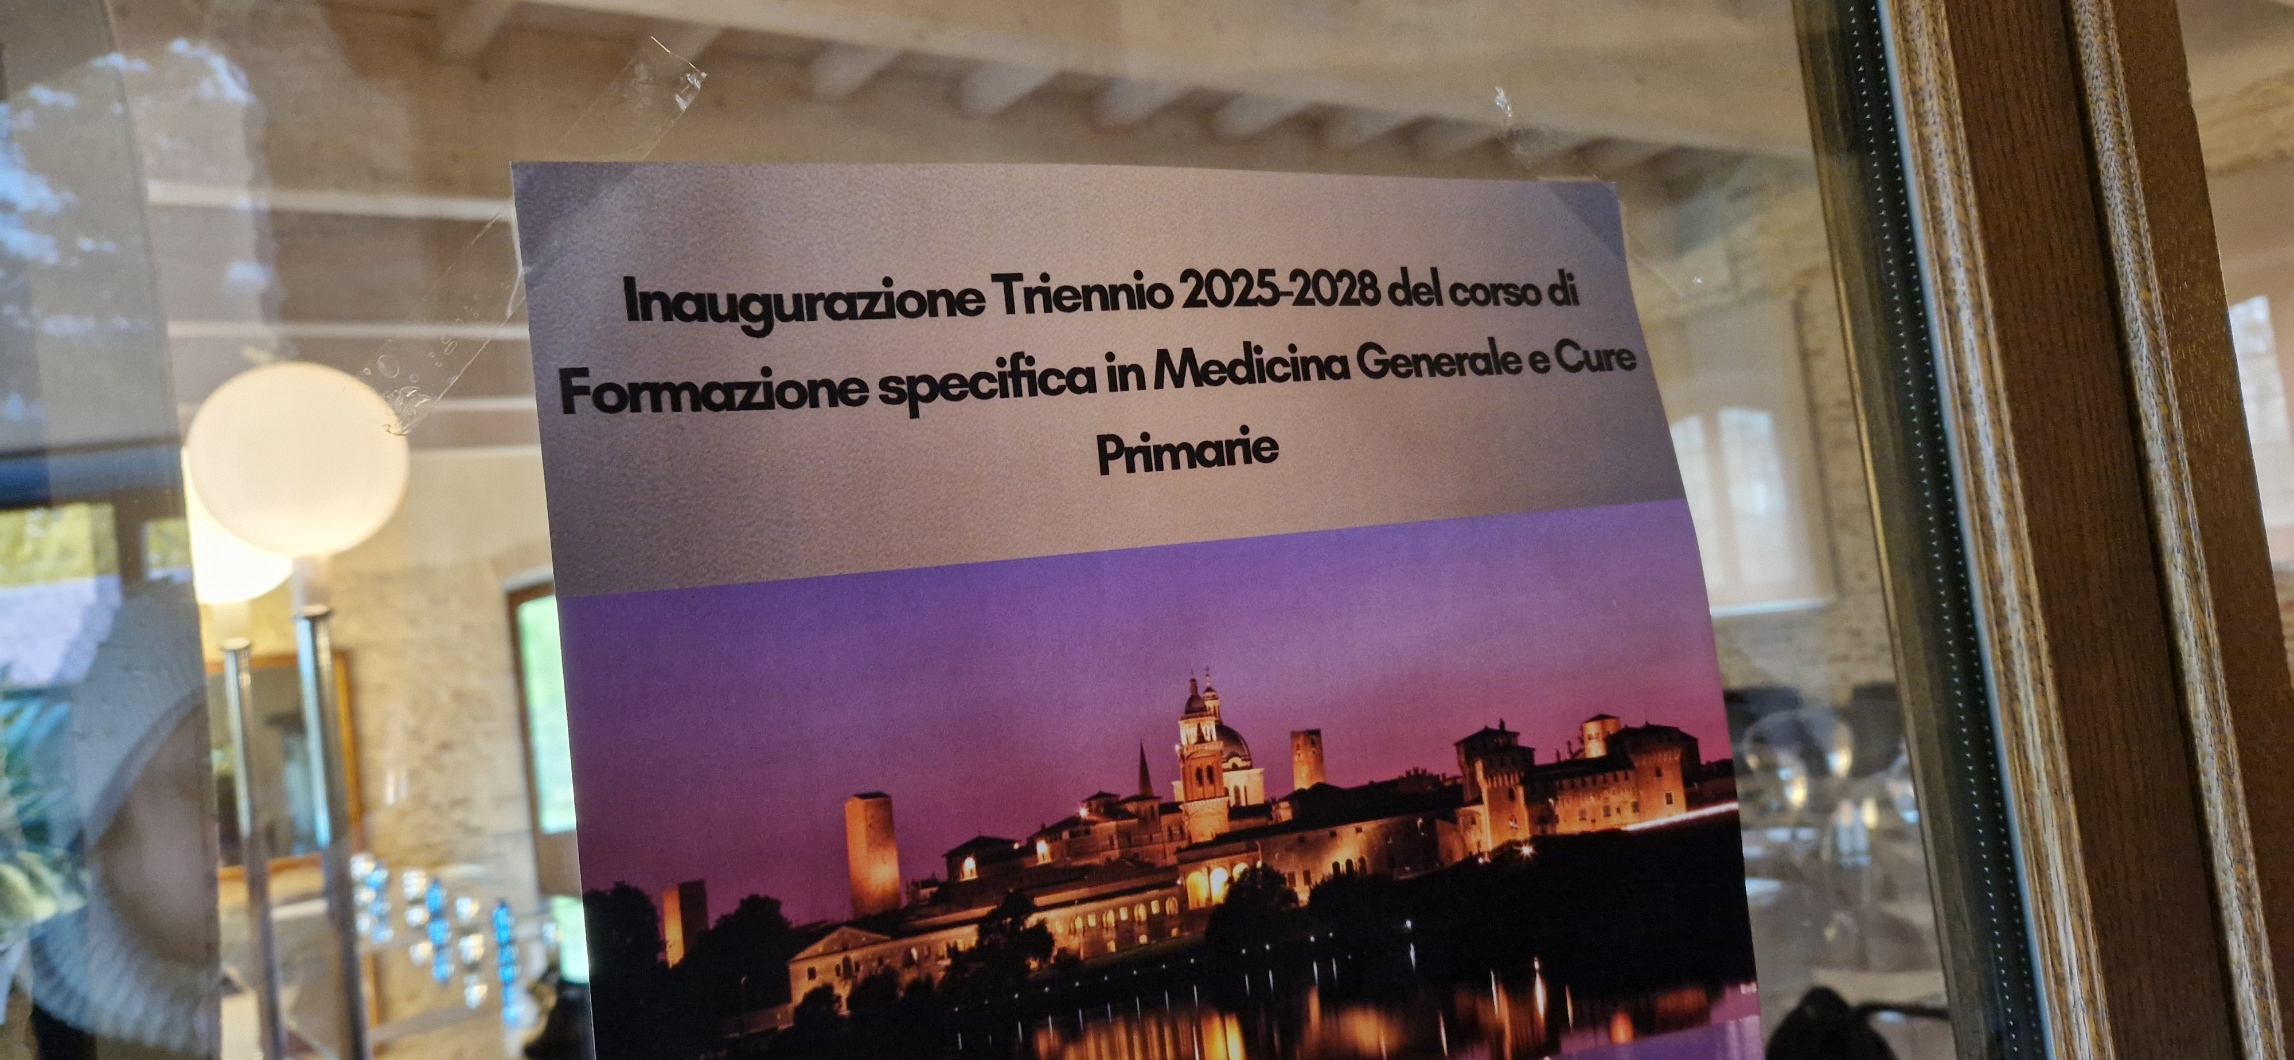 Inaugurazione Triennio 2025-2028 del corso di
Formazione specifica in Medicina Generale e Cure
Primarie